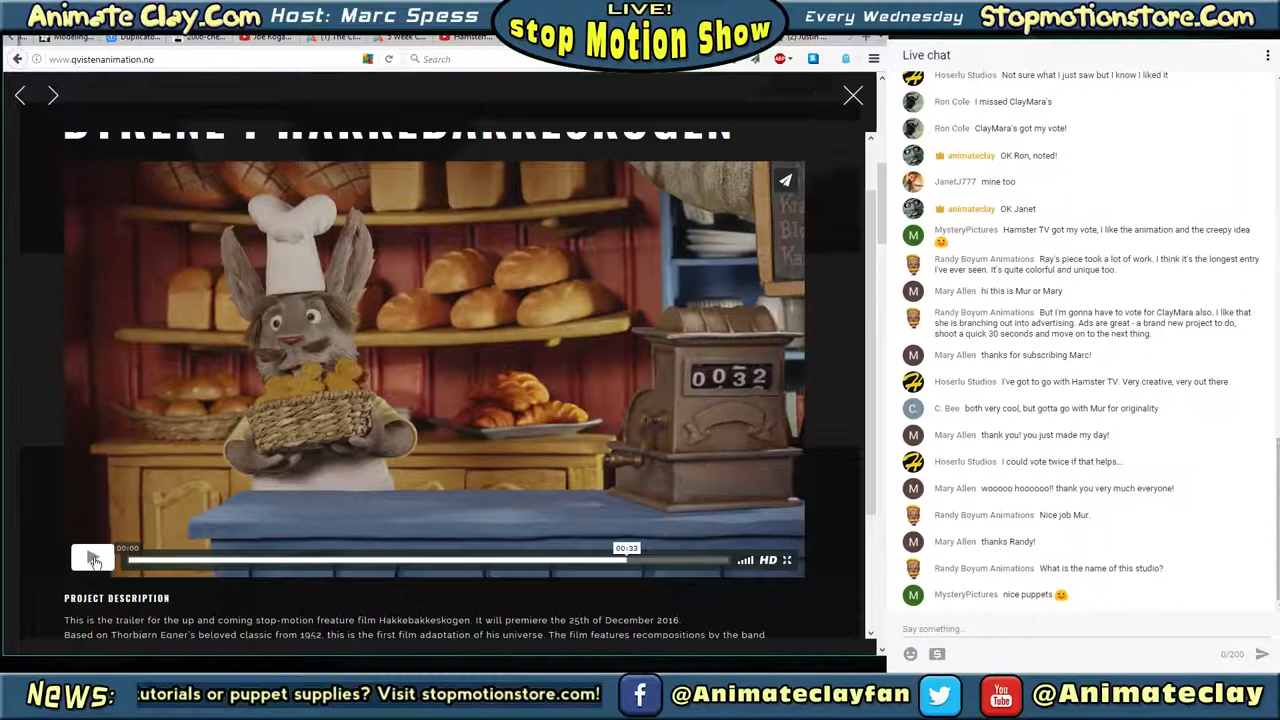 Animate Clay.Com Host: Marc Spess
LIVE!
Stop Motion Show
Every Wednesday Stopmotionstore.Com
www.qvistenanimation.no
Search
HAKKEBAKKESKOGEN
0032
00:00
00:33
HD
PROJECT DESCRIPTION
This is the trailer for the up and coming stop-motion freature film Hakkebakkeskogen. It will premiere the 25th of December 2016.
Based on Thorbjørn Egner's beloved classic from 1952, this is the first film adaptation of his universe. The film features recompositions by the band
Live chat
Hoserlu Studios Not sure what I just saw but I know I liked it
Ron Cole I missed ClayMara's
Ron Cole ClayMara's got my vote!
animateclay OK Ron, noted!
JanetJ777 mine too
animateclay OK Janet
M MysteryPictures Hamster TV got my vote, i like the animation and the creepy idea
Randy Boyum Animations Ray's piece took a lot of work. I think it's the longest entry
I've ever seen. It's quite colorful and unique too.
M Mary Allen hi this is Mur or Mary
Randy Boyum Animations But I'm gonna have to vote for ClayMara also. I like that
she is branching out into advertising. Ads are great - a brand new project to do,
shoot a quick 30 seconds and move on to the next thing.
M Mary Allen thanks for subscribing Marc!
Hoserlu Studios I've got to go with Hamster TV. Very creative, very out there.
C. C. Bee both very cool, but gotta go with Mur for originality
M Mary Allen thank you! you just made my day!
Hoserlu Studios I could vote twice if that helps...
M Mary Allen wooooo hoooooo!! thank you very much everyone!
Randy Boyum Animations Nice job Mur.
M Mary Allen thanks Randy!
Randy Boyum Animations What is the name of this studio?
M MysteryPictures nice puppets
Say something...
0/200
News: utorials or puppet supplies? Visit stopmotionstore.com!
f @Animateclayfan You Tube @Animateclay